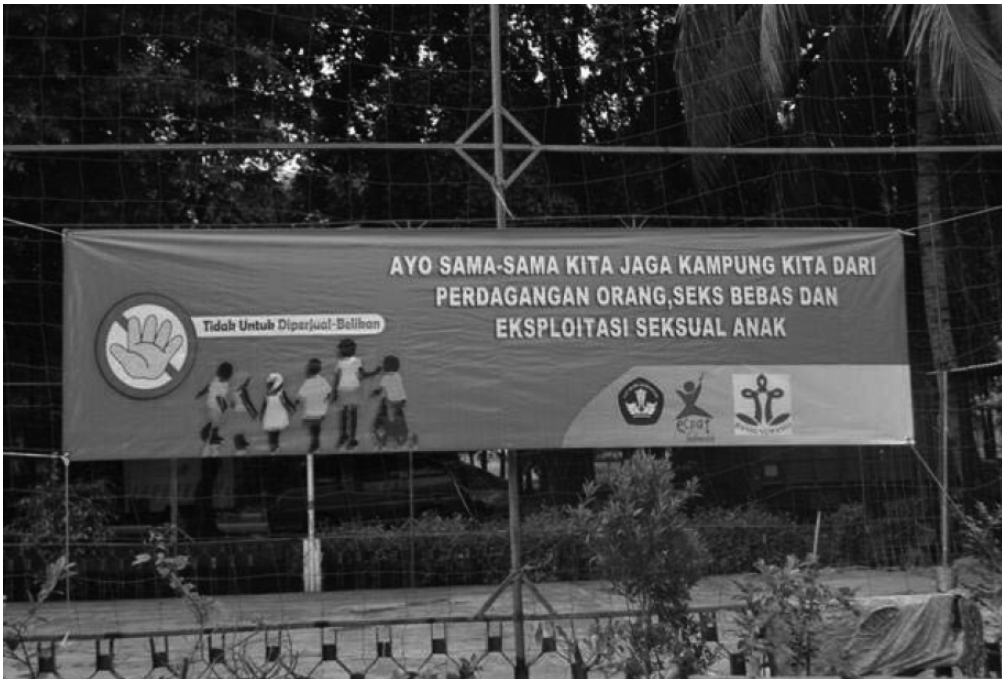 AYO SAMA-SAMA KITA JAGA KAMPUNG KITA DARI
PERDAGANGAN ORANG,SEKS BEBAS DAN
EKSPLOITASI SEKSUAL ANAK
Tidak Untuk Diperjual-Belikan
ecpat